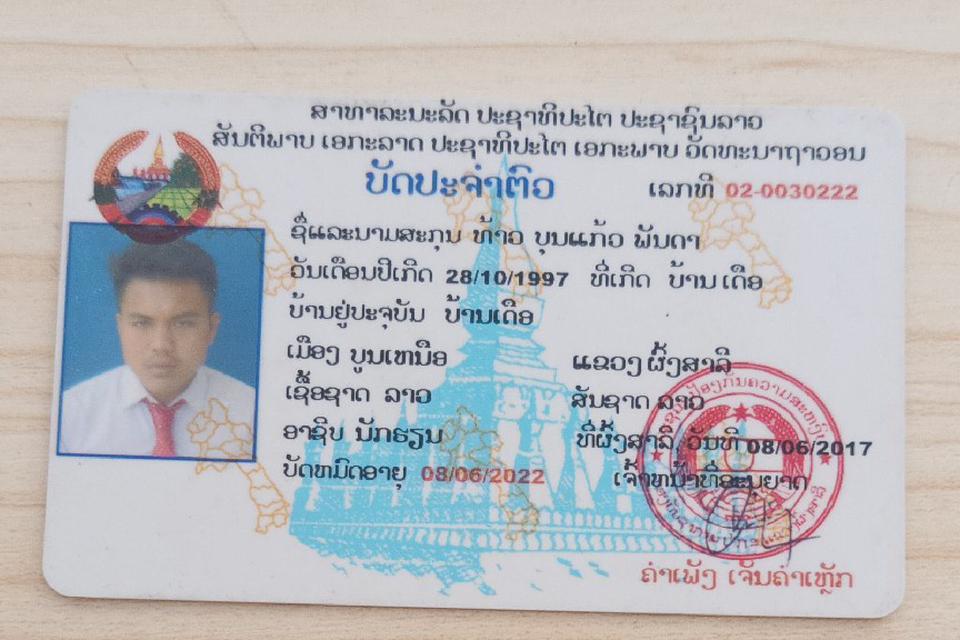 ສາທາລະນະລັດ ປະຊາທິປະໄຕ ປະຊາຊົນລາວ
ສັນຕິພາບ ເອກະລາດ ປະຊາທິປະໄຕ ເອກະພາບ ວັດທະນາຖາວອນ
ບັດປະຈຳຕົວ
ເລກທີ 02-0030222
ຊື່ແລະນາມສະກຸນ ທ້າວ ບຸນແກ້ວ ພັນດາ
ວັນເດືອນປີເກີດ 28/10/1997 ທີ່ເກີດ ບ້ານເດືອ
ບ້ານຢູ່ປະຈຸບັນ ບ້ານເດືອ
ເມືອງ ບູນເຫນືອ ແຂວງ ຜົ້ງສາລີ
ເຊື້ອຊາດ ລາວ ສັນຊາດ ລາວ
ອາຊິບ ນັກຮຽນ ທີ່ຜົ້ງສາລີ ວັນທີ 08/06/2017
ບັດຫມົດອາຍຸ 08/06/2022 ເຈົ້າຫນ້າທີ່ອະນຸຍາດ
ຄຳເພັງ ເຈັນຄຳເຫຼັກ